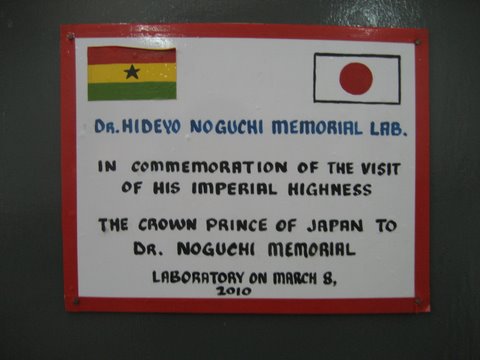 DR. HIDEYO NOGUCHI MEMORIAL LAB.
IN COMMEMORATION OF THE VISIT
OF HIS IMPERIAL HIGHNESS
THE CROWN PRINCE OF JAPAN TO
DR. NOGUCHI MEMORIAL
LABORATORY ON MARCH 8,
2010